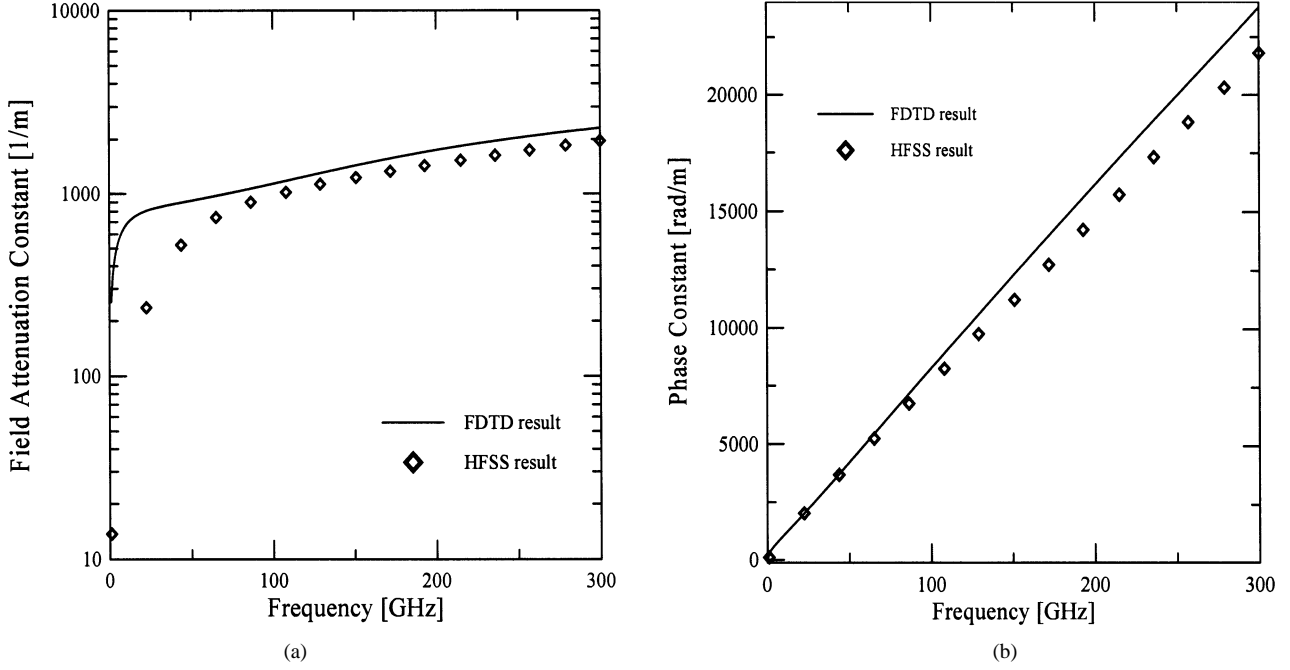 10000
1000
100
10
0
100
200
300
Field Attenuation Constant [1/m]
FDTD result
HFSS result
Frequency [GHz]
(a)
20000
15000
10000
5000
0
0
100
200
300
Phase Constant [rad/m]
FDTD result
HFSS result
Frequency [GHz]
(b)